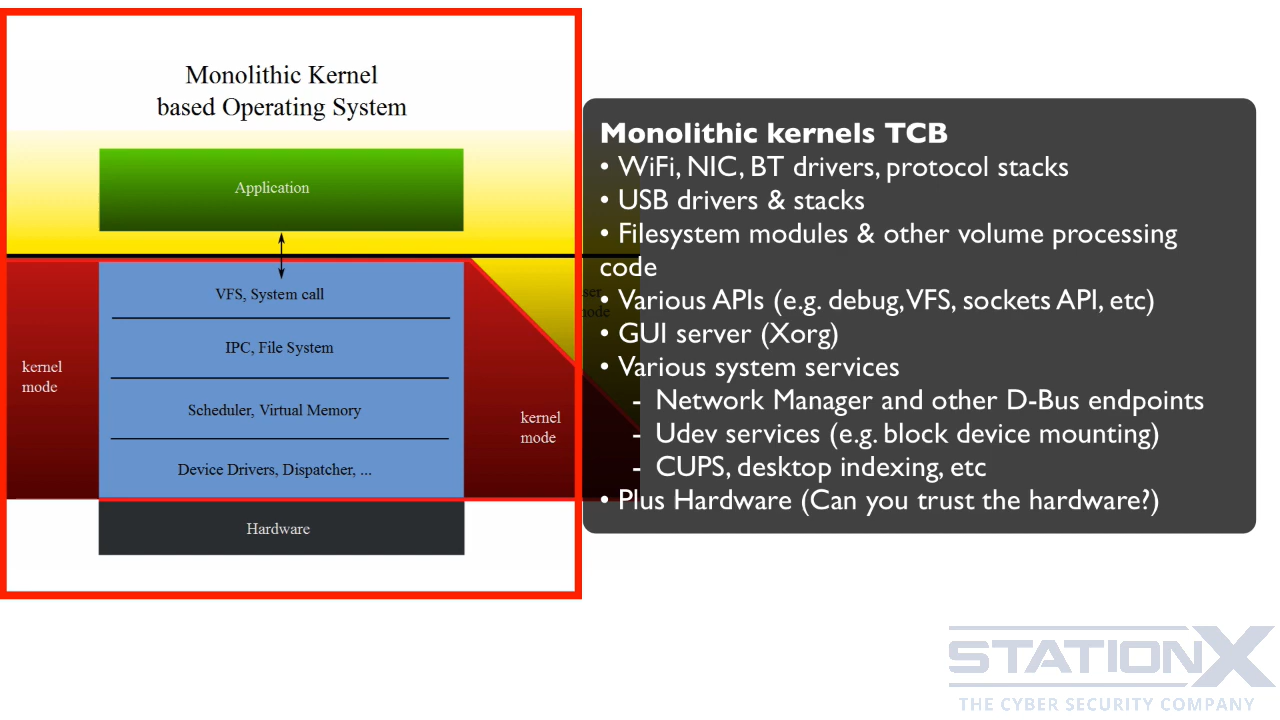 Monolithic Kernel
based Operating System
Application
VFS, System call
IPC, File System
Scheduler, Virtual Memory
Device Drivers, Dispatcher, ...
Hardware
kernel
mode
kernel
mode
Monolithic kernels TCB
• WiFi, NIC, BT drivers, protocol stacks
• USB drivers & stacks
• Filesystem modules & other volume processing
code
• Various APIs (e.g. debug, VFS, sockets API, etc)
• GUI server (Xorg)
• Various system services
- Network Manager and other D-Bus endpoints
- Udev services (e.g. block device mounting)
- CUPS, desktop indexing, etc
• Plus Hardware (Can you trust the hardware?)
STATIONX
THE CYBER SECURITY COMPANY